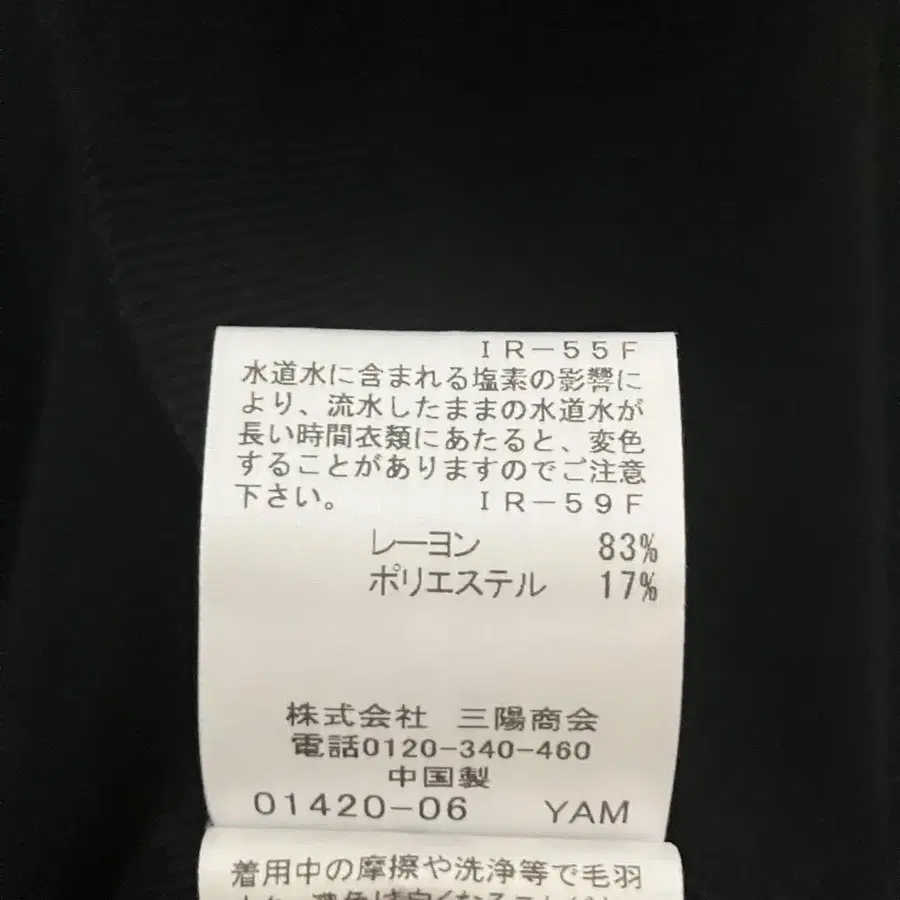 IR-55F
水道水に含まれる塩素の影響に
より、流水したままの水道水が
長い時間衣類にあたると、変色
することがありますのでご注意
下さい。 IR-59F
レーヨン 83%
ポリエステル 17%
株式会社 三陽商会
電話0120-340-460
中国製
01420-06 YAM
着用中の摩擦や洗浄等で毛羽